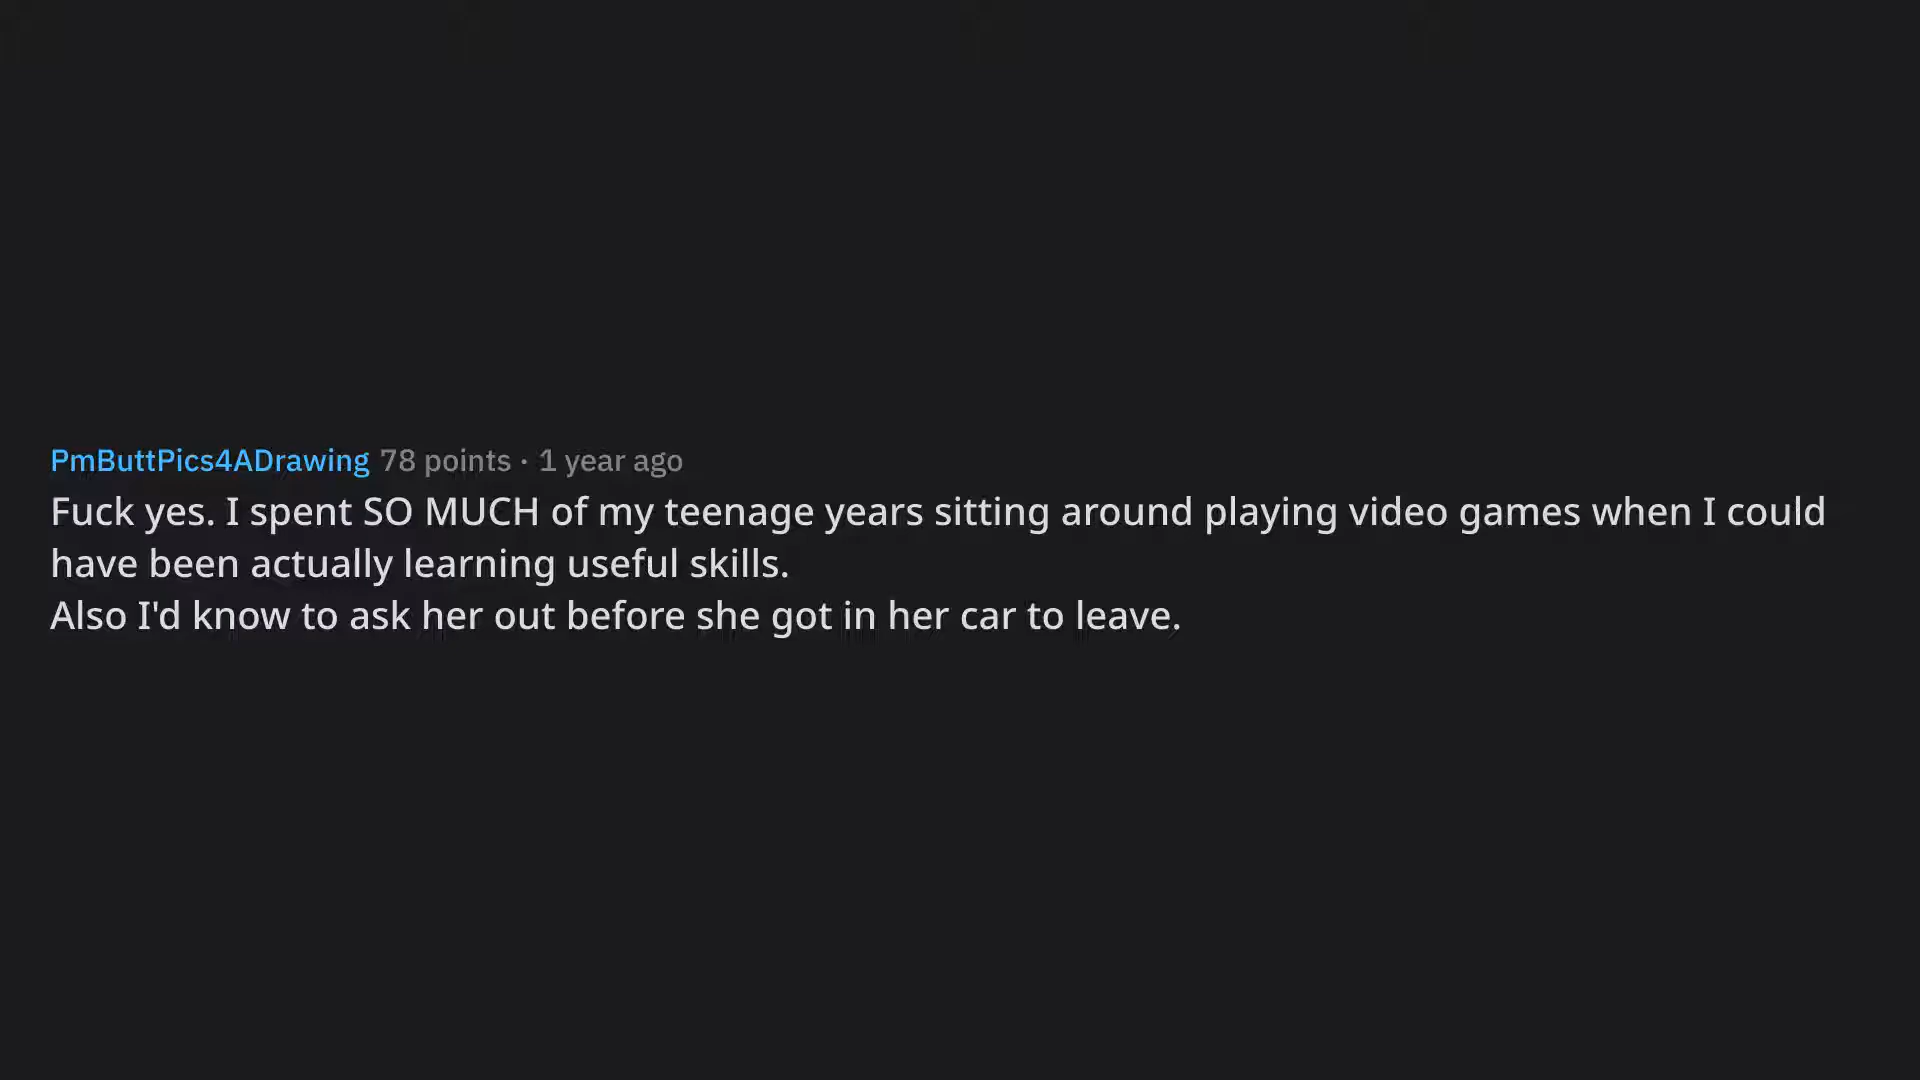 PmButtPics4ADrawing 78 points · 1 year ago
Fuck yes. I spent SO MUCH of my teenage years sitting around playing video games when I could
have been actually learning useful skills.
Also I'd know to ask her out before she got in her car to leave.